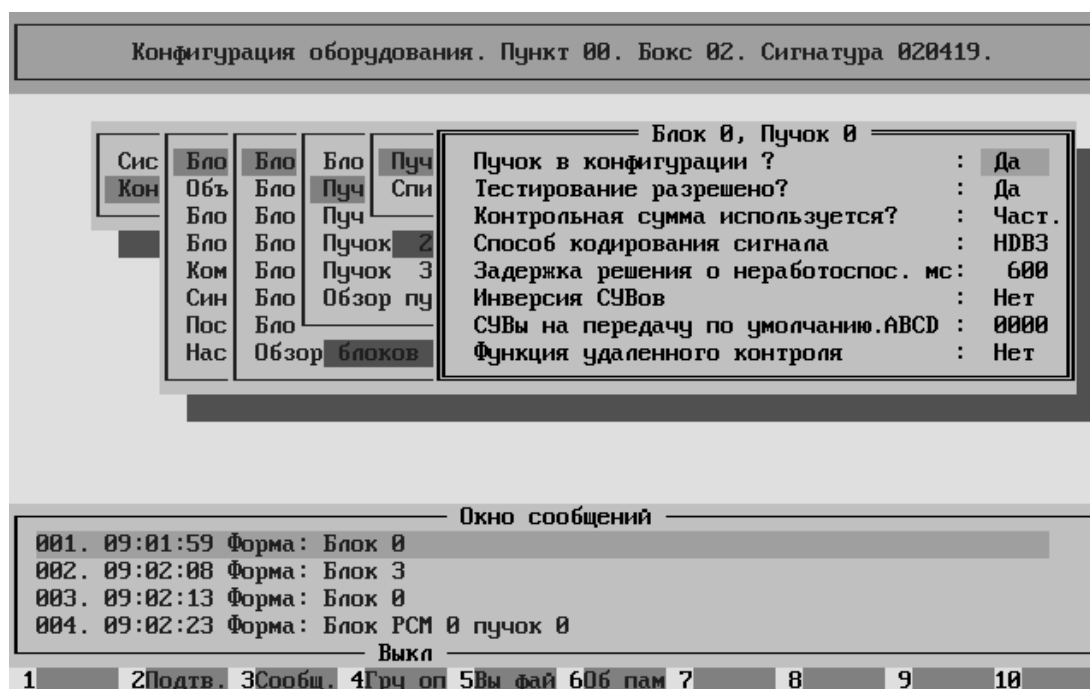 Конфигурация оборудования. Пункт 00. Бокс 02. Сигнатура 020419.
Блок 0, Пучок 0
Сис Бло Бло Бло Пуч Пучок в конфигурации ? : Да
Кон Объ Бло Пуч Спи Тестирование разрешено? : Да
Бло Бло Пуч Контрольная сумма используется? : Част.
Бло Бло Пучок 2 Способ кодирования сигнала : HDB3
Ком Бло Пучок 3 Задержка решения о неработоспос. мс: 600
Син Бло Обзор пу Инверсия СУВов : Нет
Пос Бло СУВы на передачу по умолчанию.ABCD : 0000
Нас Обзор блоков Функция удаленного контроля : Нет
Окно сообщений
001. 09:01:59 Форма: Блок 0
002. 09:02:08 Форма: Блок 3
003. 09:02:13 Форма: Блок 0
004. 09:02:23 Форма: Блок PCM 0 пучок 0
Выкл
1 2Подтв. 3Сообщ. 4Гру оп 5Вы фай 6Об пам 7 8 9 10